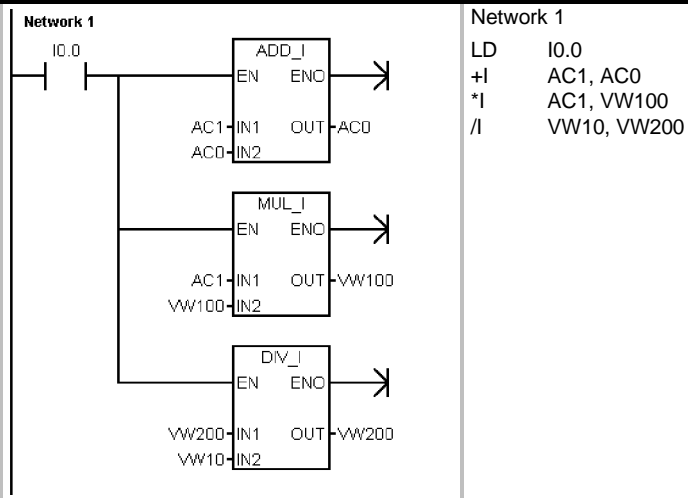 Network 1
I0.0
ADD_I
EN ENO
AC1 IN1 OUT AC0
AC0 IN2
MUL_I
EN ENO
AC1 IN1 OUT VW100
VW100 IN2
DIV_I
EN ENO
VW200 IN1 OUT VW200
VW10 IN2
Network 1
LD I0.0
+I AC1, AC0
*I AC1, VW100
/I VW10, VW200